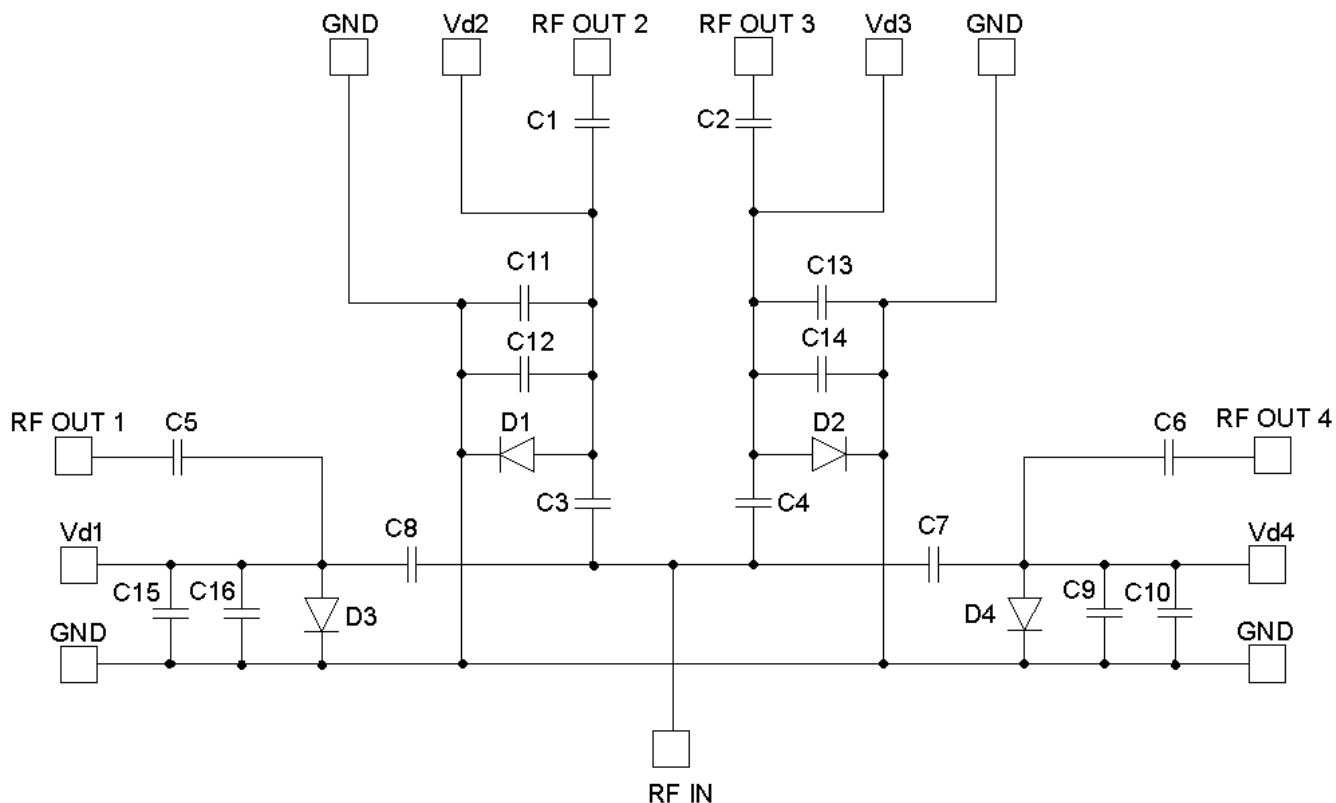 GND Vd2 RF OUT 2 RF OUT 3 Vd3 GND
C1 C2
C11 C13
C12 C14
RF OUT 1 C5 D1 D2 C6 RF OUT 4
C3 C4
Vd1 C8 C7 Vd4
C15 C16 D3 D4 C9 C10
GND GND
RF IN